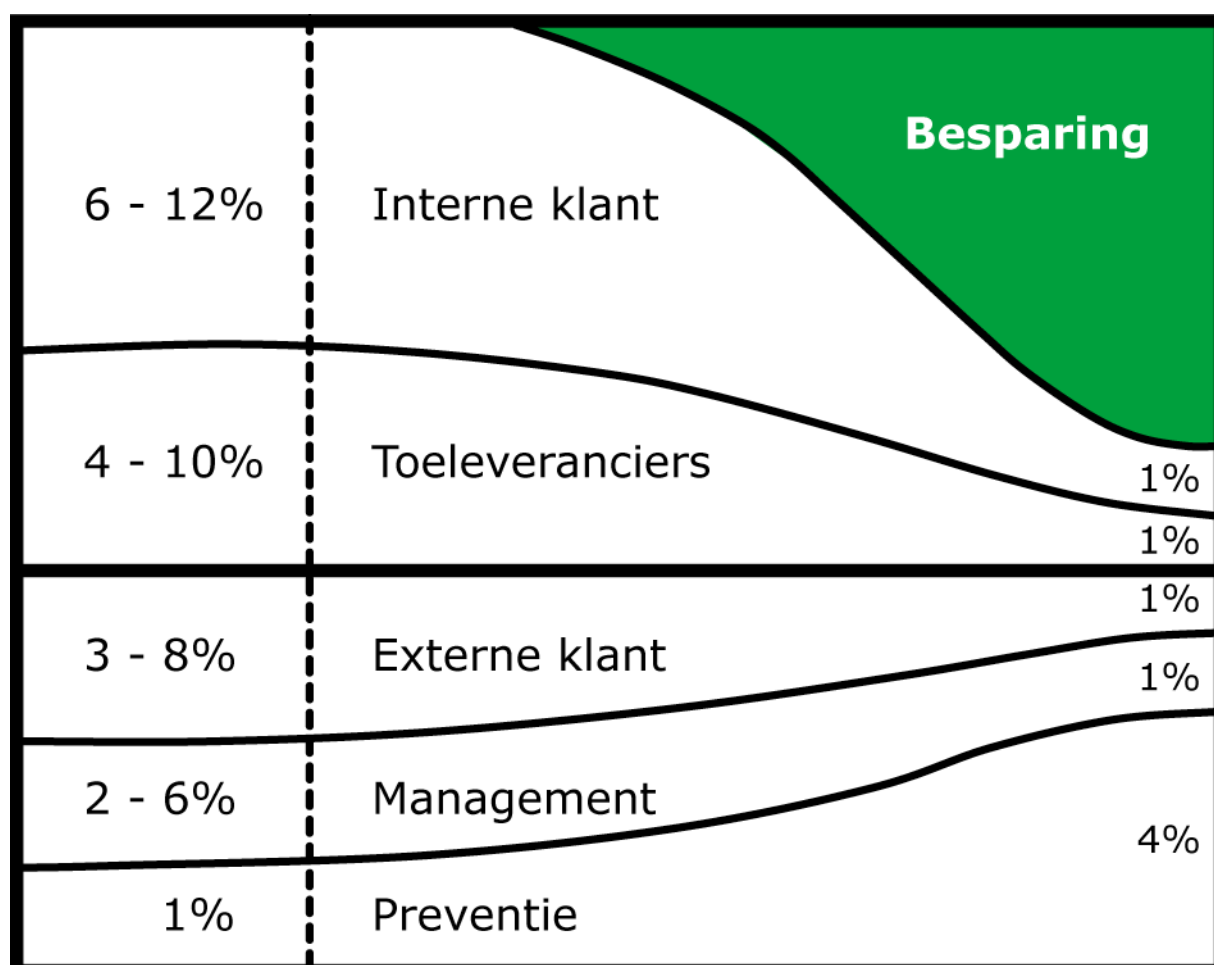 Besparing
6 - 12% Interne klant
4 - 10% Toeleveranciers
1%
1%
1%
3 - 8% Externe klant
1%
2 - 6% Management
4%
1% Preventie